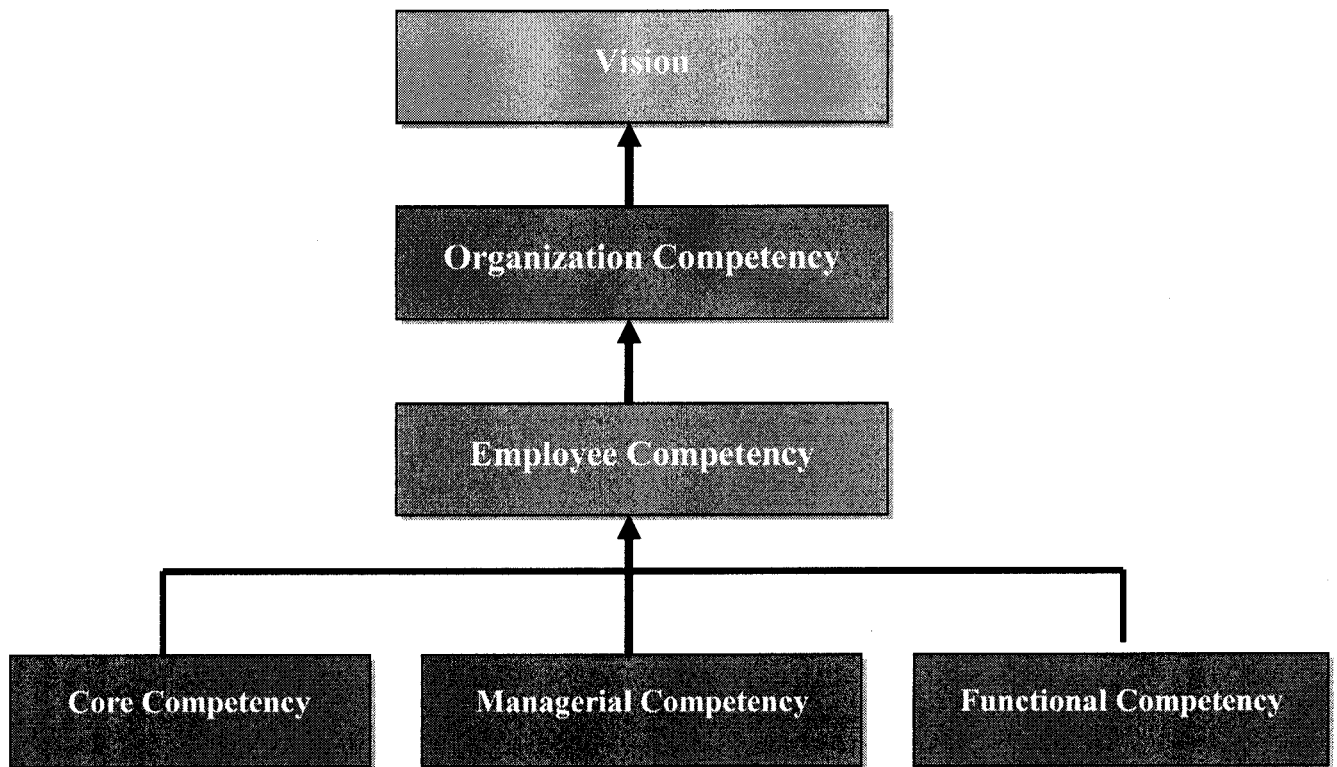 Vision
Organization Competency
Employee Competency
Core Competency
Managerial Competency
Functional Competency